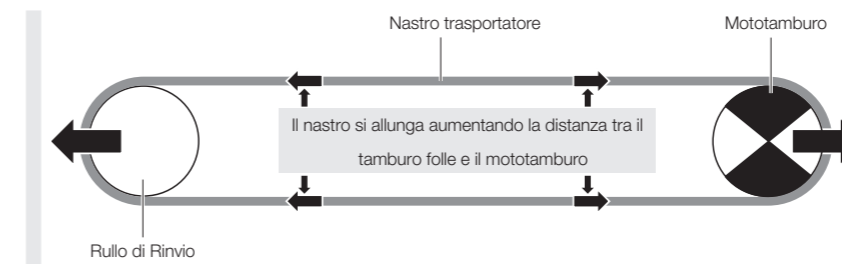 Nastro trasportatore
Mototamburo
Il nastro si allunga aumentando la distanza tra il
tamburo folle e il mototamburo
Rullo di Rinvio